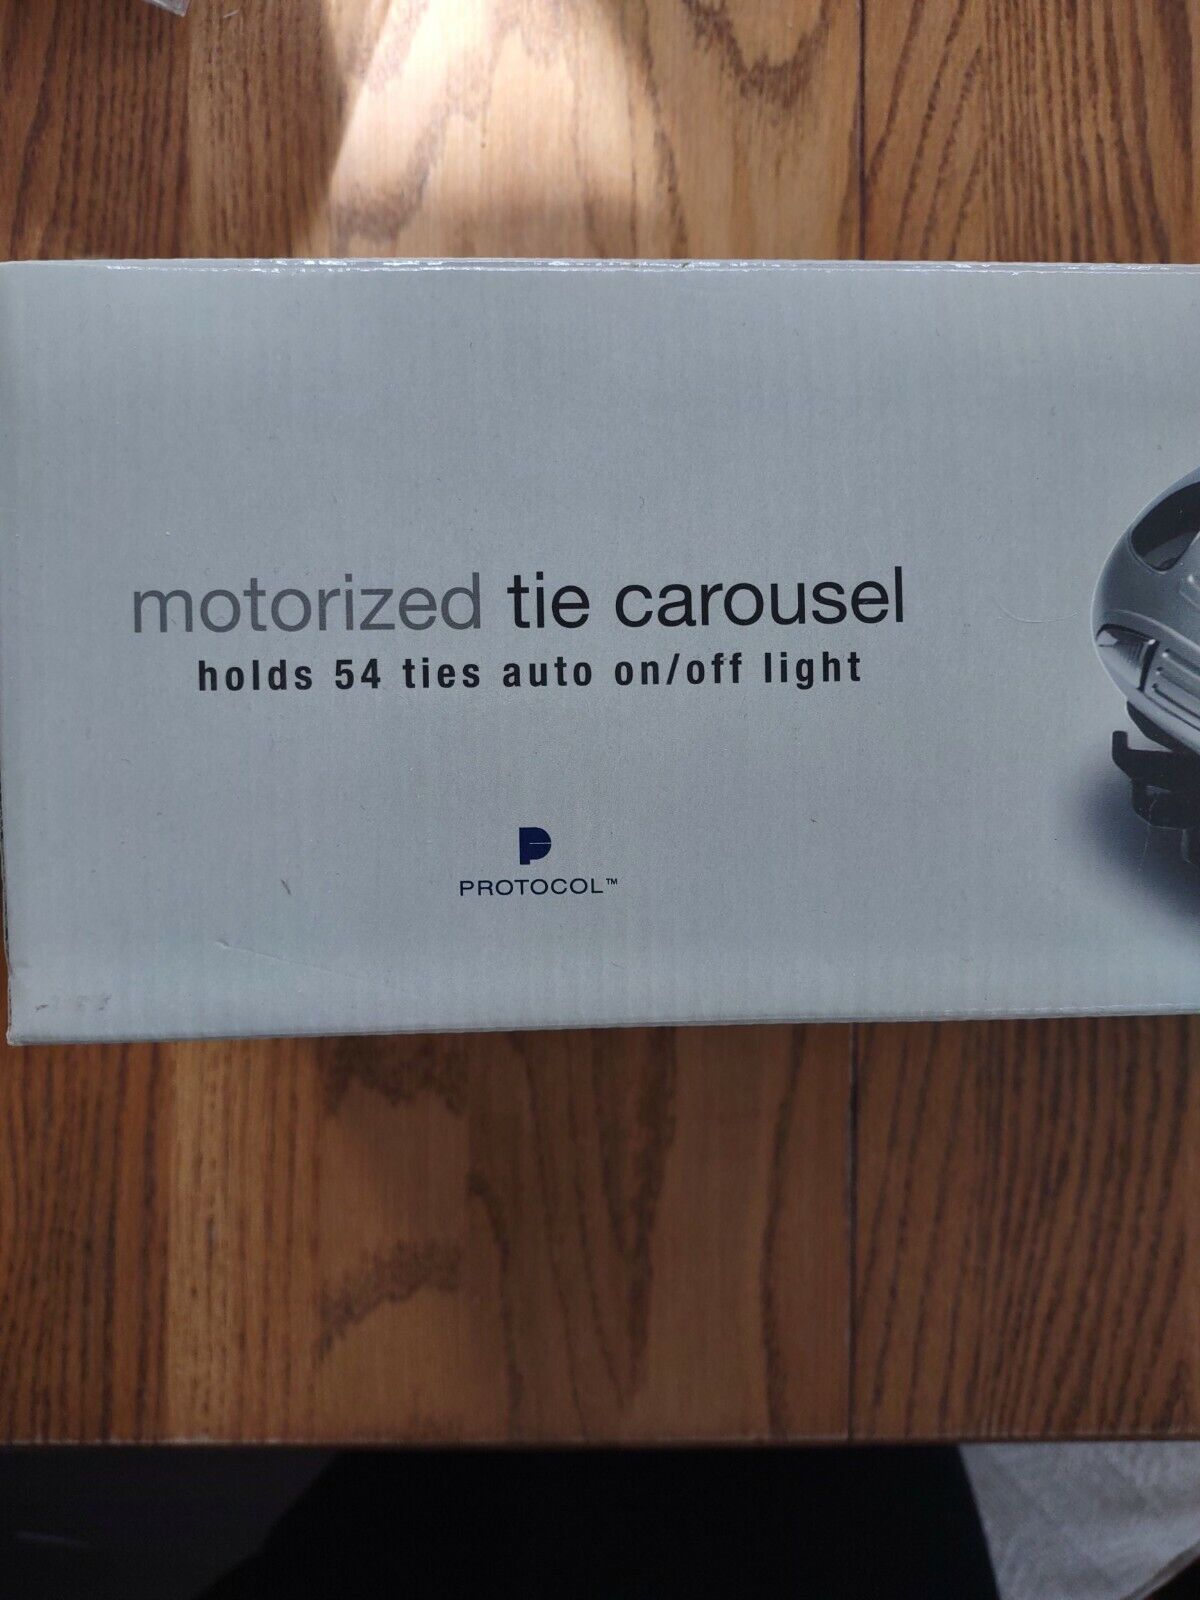 motorized tie carousel
holds 54 ties auto on/off light
PROTOCOL™